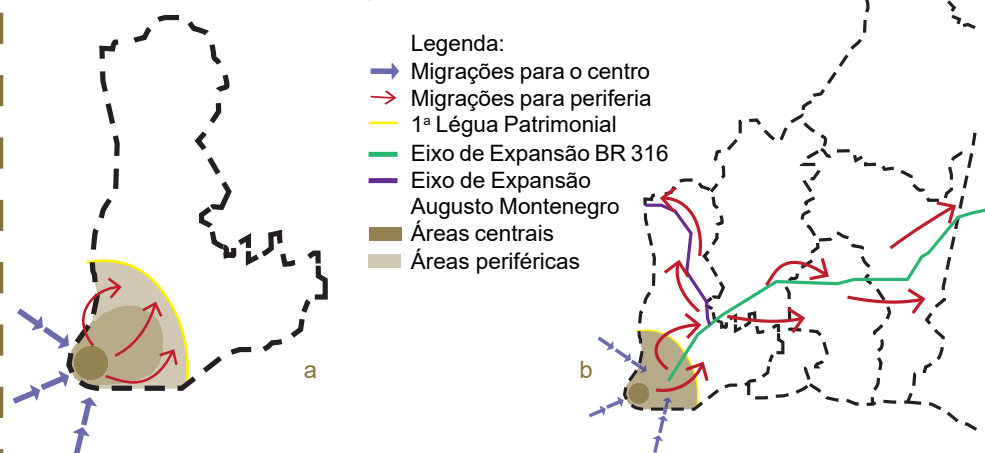 Legenda:
Migrações para o centro
Migrações para periferia
1ª Légua Patrimonial
Eixo de Expansão BR 316
Eixo de Expansão
Augusto Montenegro
Áreas centrais
Áreas periféricas
a
b